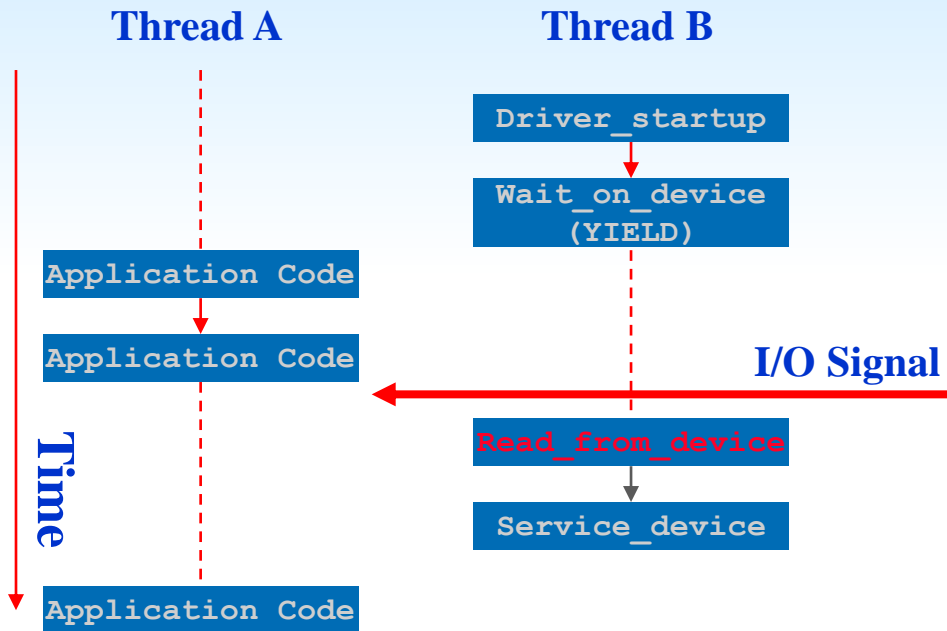 Thread A
Thread B
Driver_startup
Wait_on_device
(YIELD)
Application Code
Application Code
I/O Signal
Read_from_device
Time
Service_device
Application Code